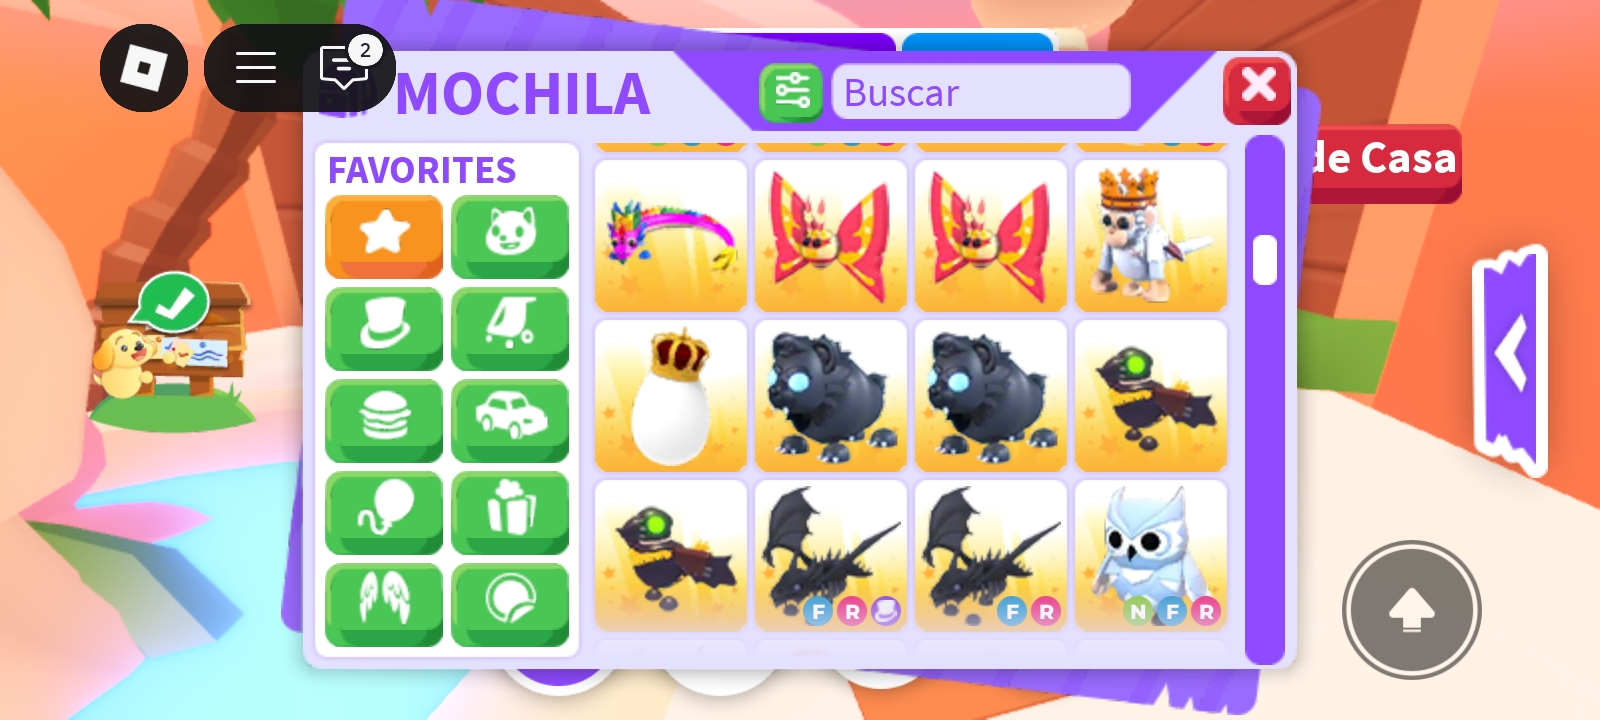 2
MOCHILA
Buscar
FAVORITES
de Casa
F R
F R
N F R